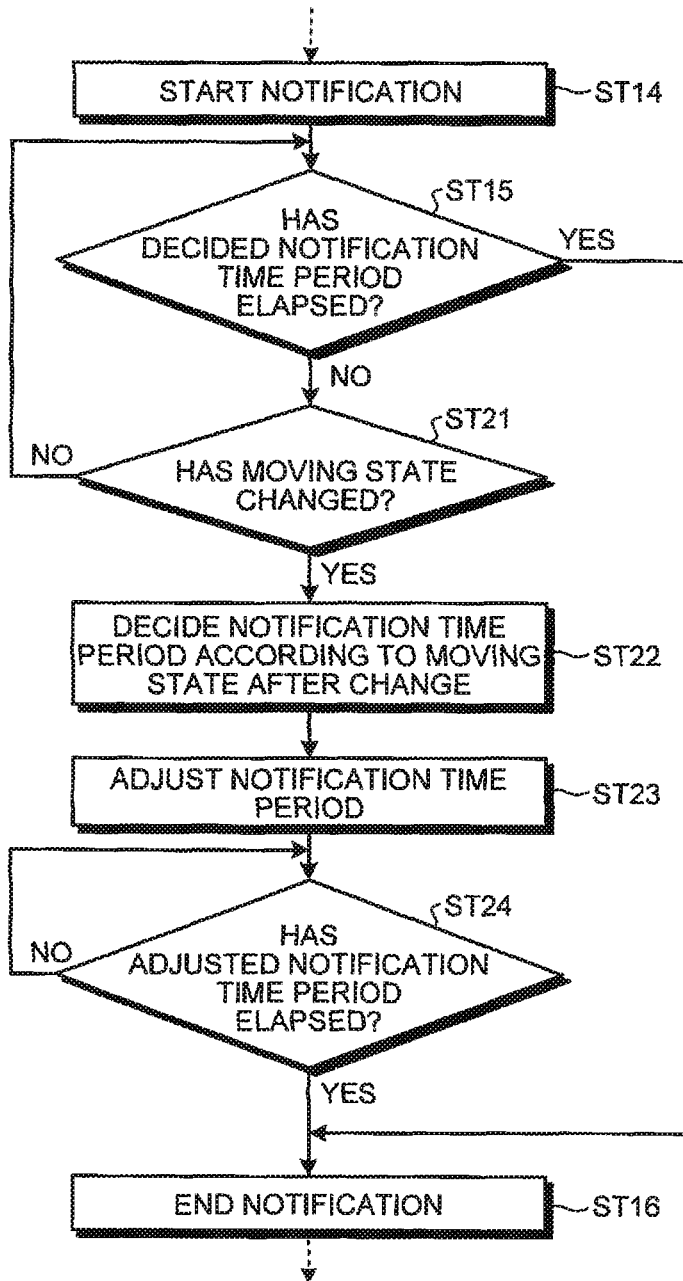 START NOTIFICATION
ST14
ST15
HAS
DECIDED NOTIFICATION
TIME PERIOD
ELAPSED?
YES
NO
ST21
NO
HAS MOVING STATE
CHANGED?
YES
DECIDE NOTIFICATION TIME
PERIOD ACCORDING TO MOVING
STATE AFTER CHANGE
ST22
ADJUST NOTIFICATION TIME
PERIOD
ST23
ST24
NO
HAS
ADJUSTED NOTIFICATION
TIME PERIOD
ELAPSED?
YES
END NOTIFICATION
ST16